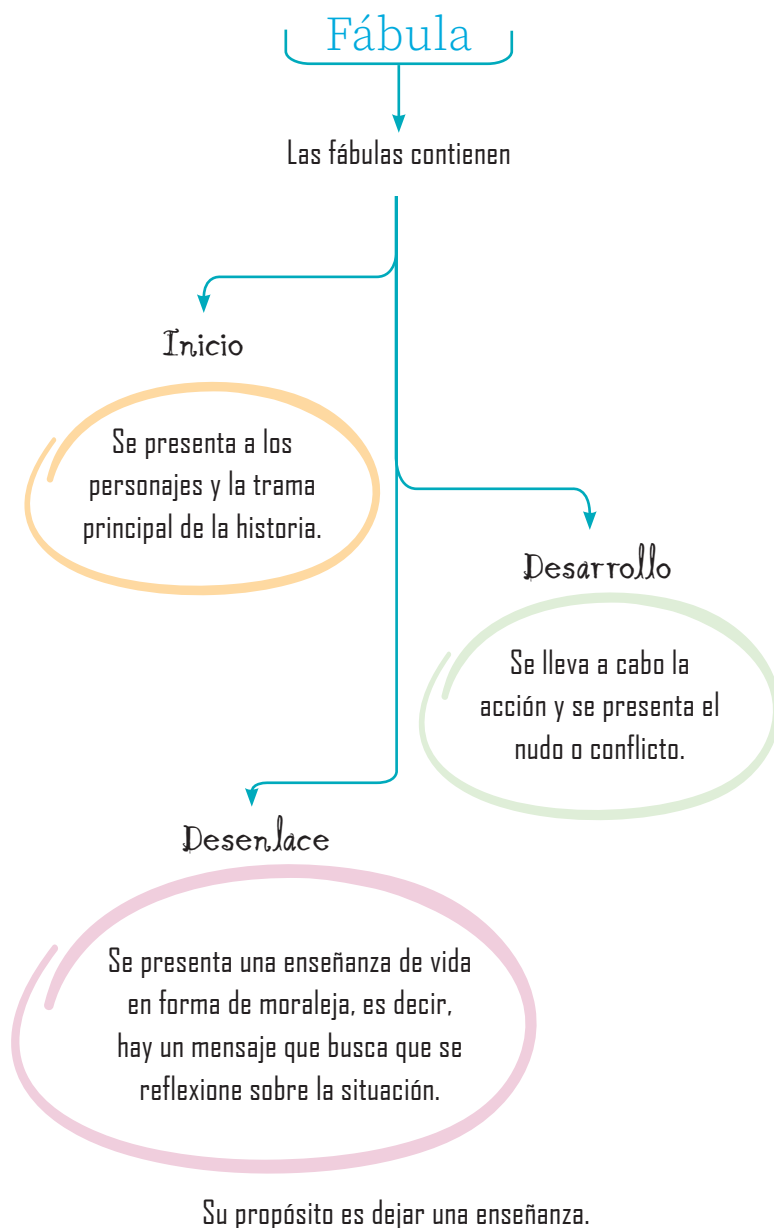 Fábula
Las fábulas contienen
Inicio
Se presenta a los
personajes y la trama
principal de la historia.
Desarrollo
Se lleva a cabo la
acción y se presenta el
nudo o conflicto.
Desenlace
Se presenta una enseñanza de vida
en forma de moraleja, es decir,
hay un mensaje que busca que se
reflexione sobre la situación.
Su propósito es dejar una enseñanza.